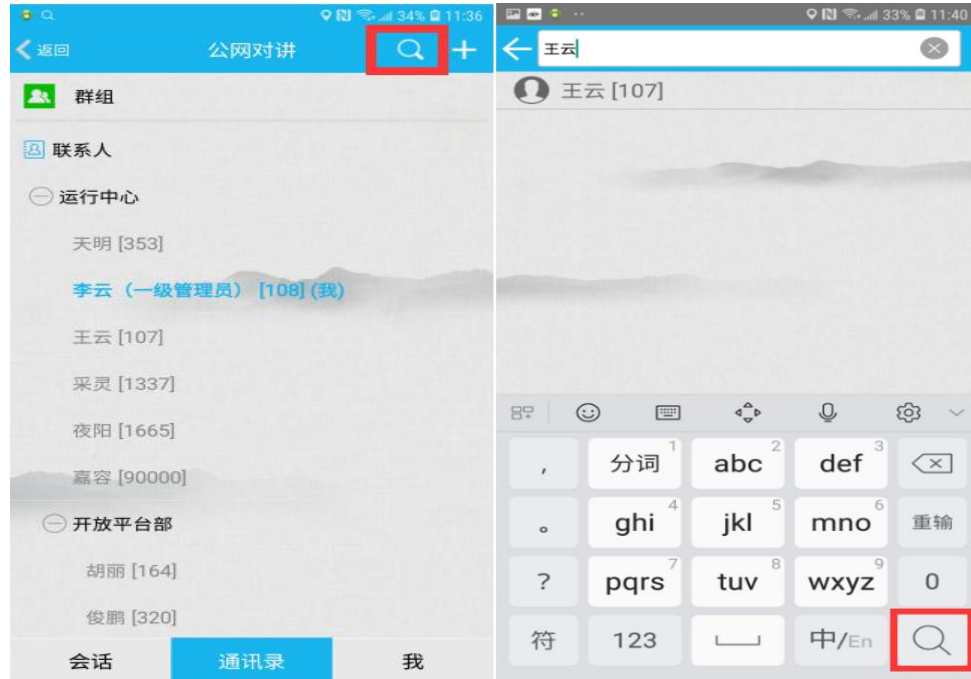 34% 11:36
返回 公网对讲
群组
联系人
运行中心
天明 [353]
李云（一级管理员） [108] (我)
王云 [107]
采灵 [1337]
夜阳 [1665]
嘉容 [90000]
开放平台部
胡丽 [164]
俊鹏 [320]
会话 通讯录 我
33% 11:40
王云
王云 [107]
, 分词 1 abc 2 def 3
。 ghi 4 jkl 5 mno 6 重输
? pqrs 7 tuv 8 wxyz 9 0
符 123 中/En